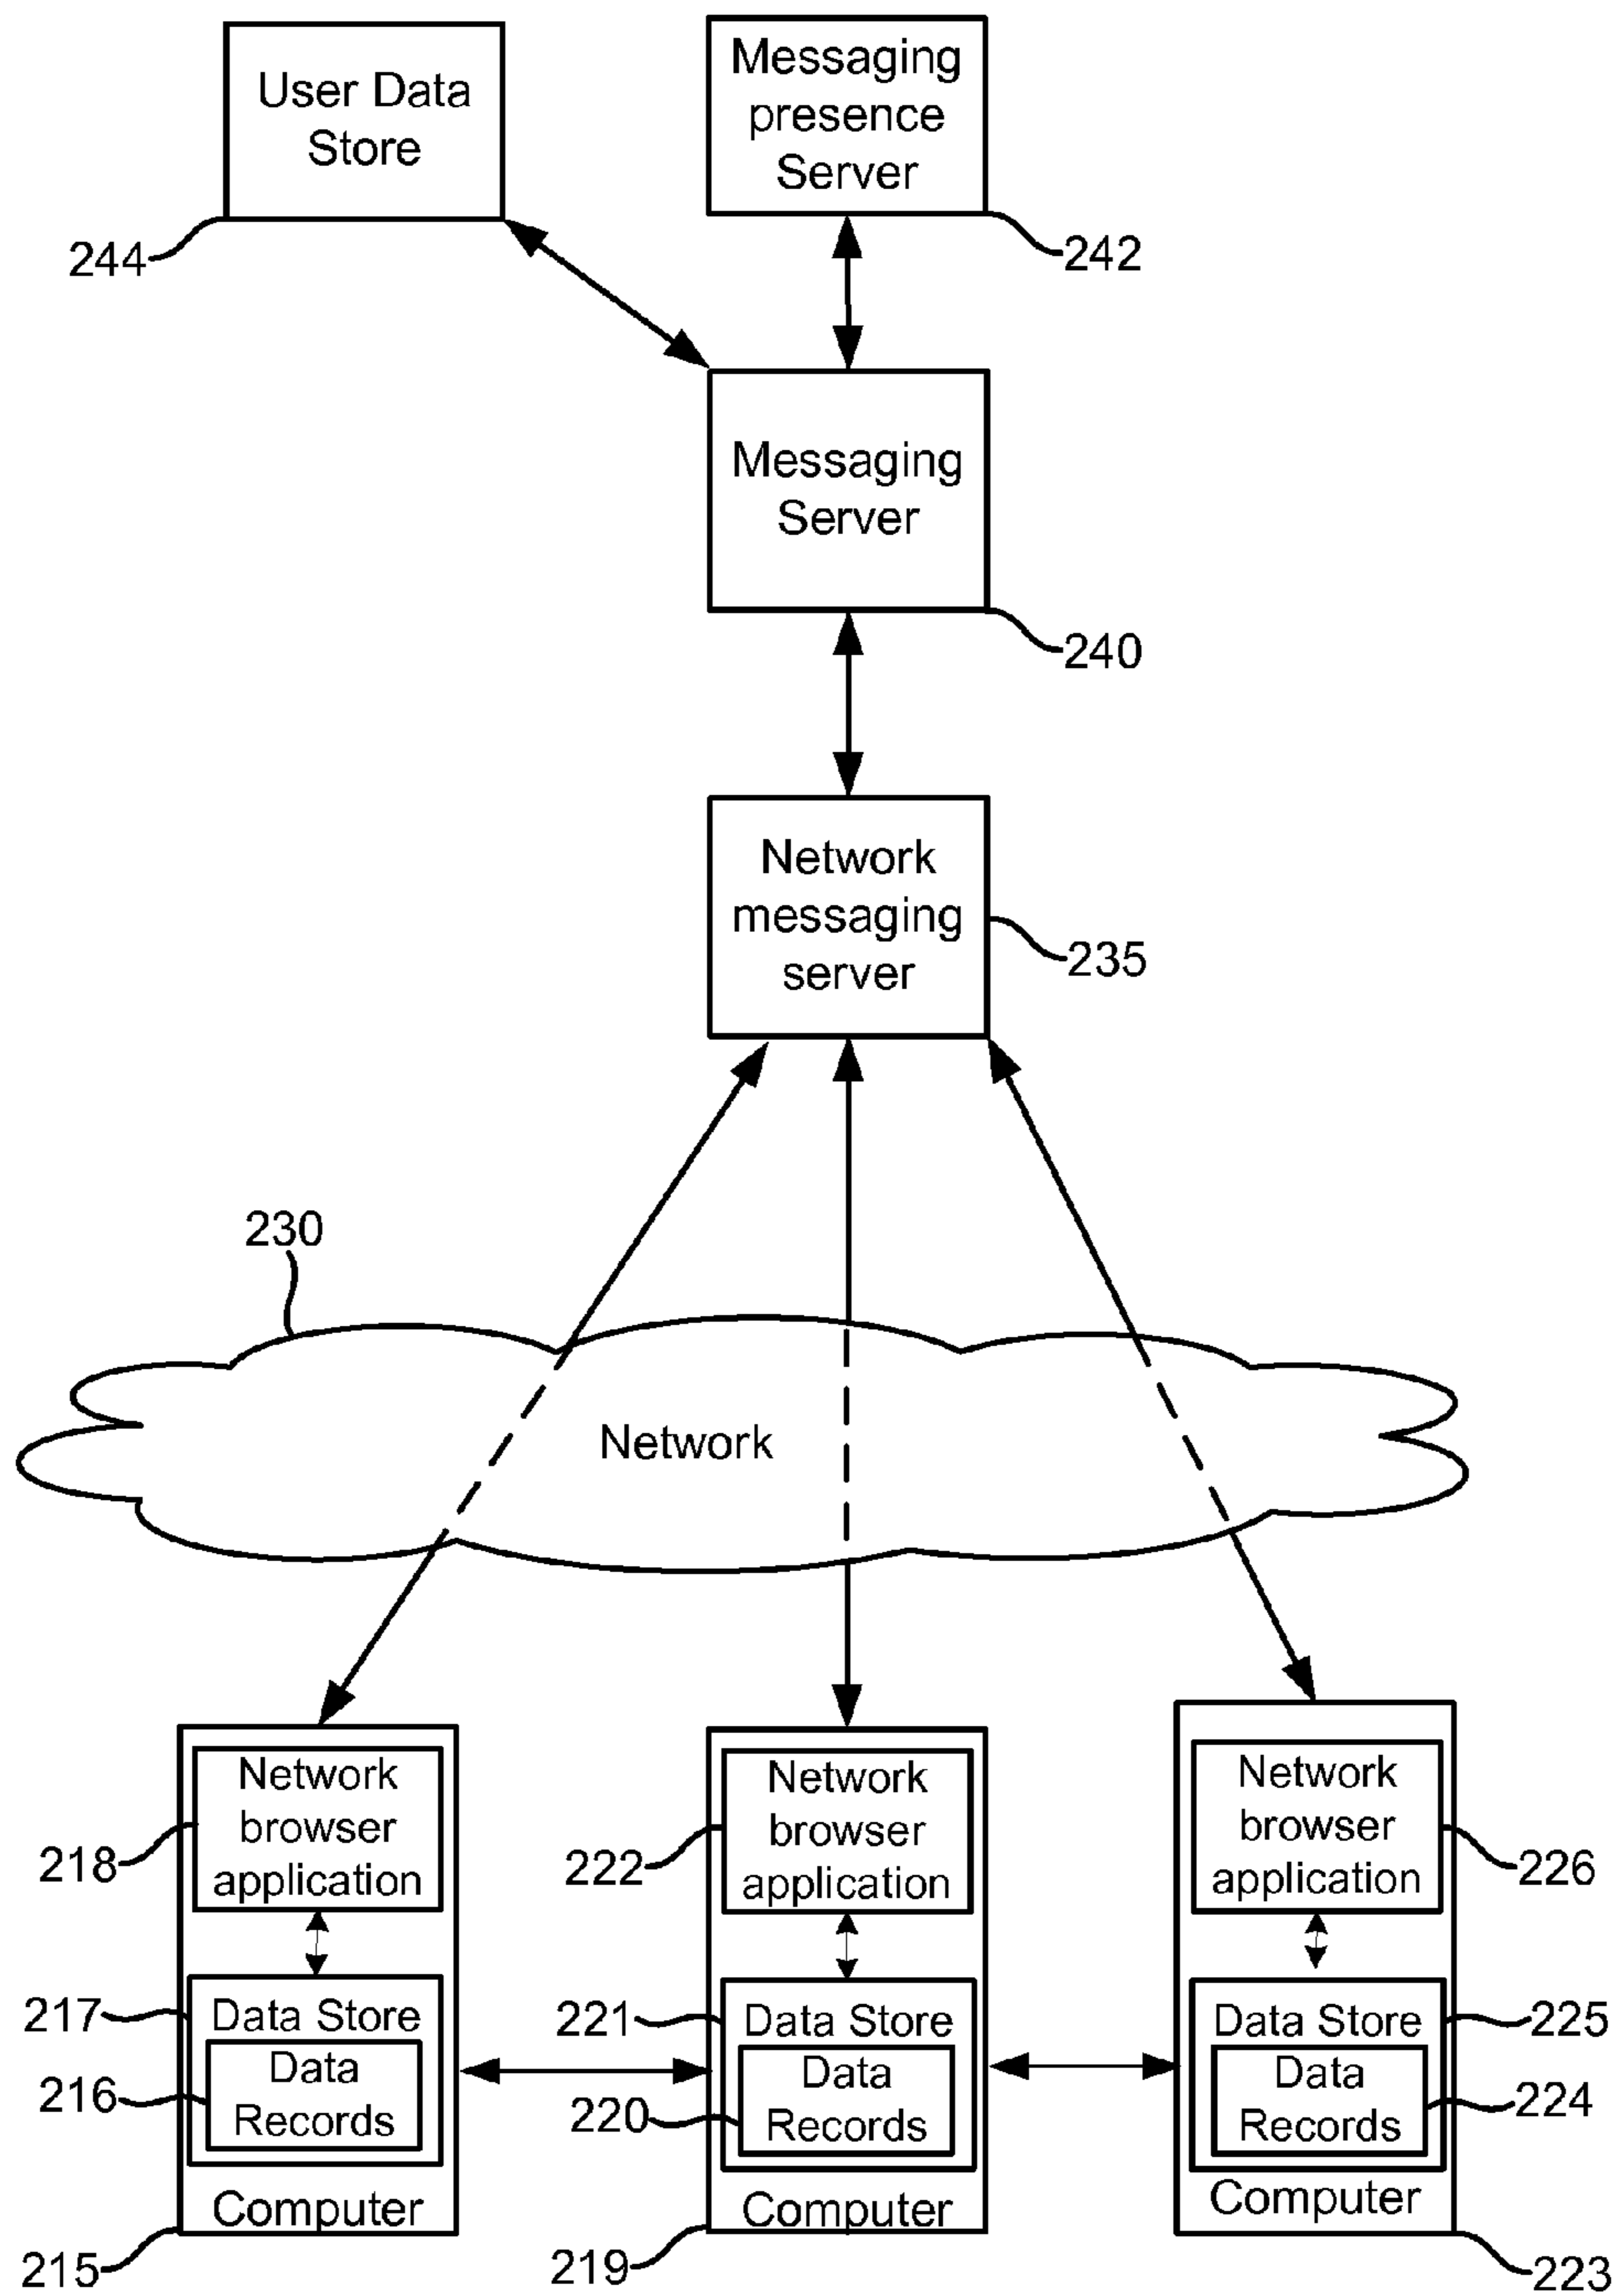 User Data
Store
244
Messaging
presence
Server
242
Messaging
Server
240
Network
messaging
server
235
230
Network
Network
browser
application
218
217
Data Store
216
Data
Records
Computer
215
Network
browser
application
222
221
Data Store
220
Data
Records
Computer
219
Network
browser
application
226
Data Store
225
Data
Records
224
Computer
223